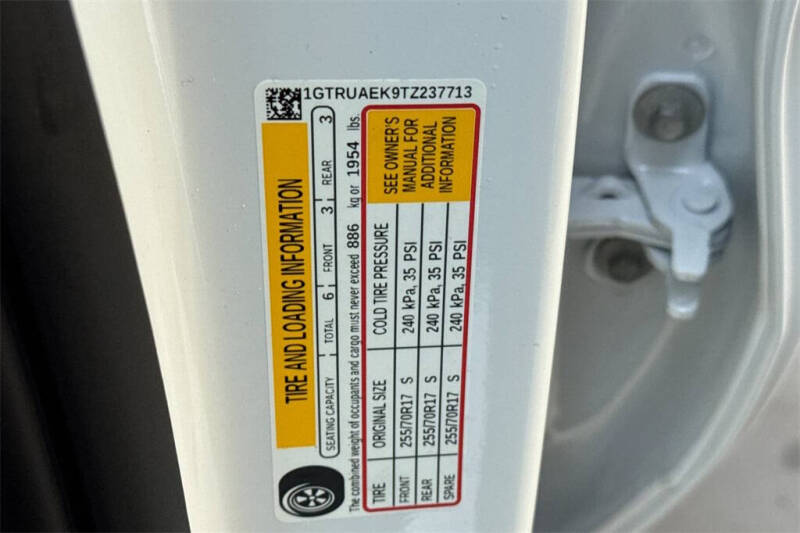 1GTRUAEK9TZ237713
TIRE AND LOADING INFORMATION
SEATING CAPACITY TOTAL 6 FRONT 3 REAR 3
The combined weight of occupants and cargo must never exceed 886 kg or 1954 lbs.
TIRE ORIGINAL SIZE COLD TIRE PRESSURE
FRONT 255/70R17 S 240 kPa, 35 PSI
REAR 255/70R17 S 240 kPa, 35 PSI
SPARE 255/70R17 S 240 kPa, 35 PSI
SEE OWNER'S
MANUAL FOR
ADDITIONAL
INFORMATION